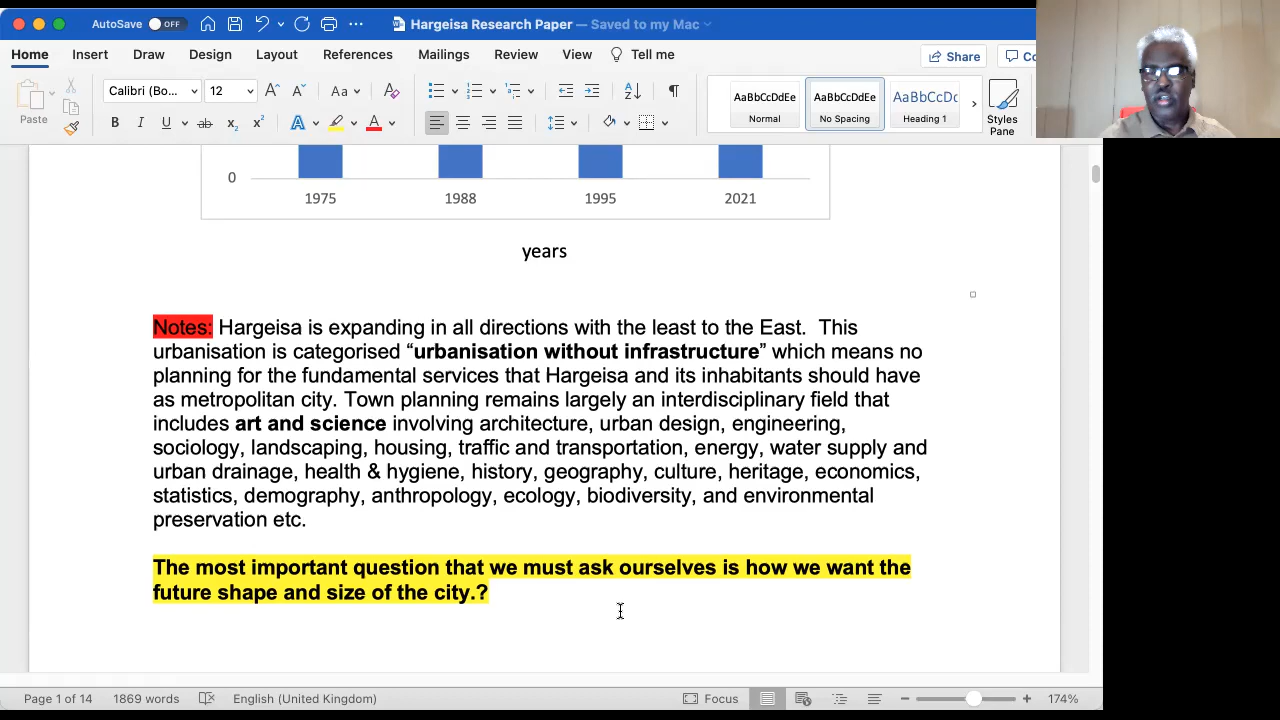 AutoSave OFF Hargeisa Research Paper — Saved to my Mac
Home Insert Draw Design Layout References Mailings Review View Tell me Share Co
Paste Calibri (Bo... 12 Aa AaBbCcDdEe AaBbCcDdEe AaBbCcDc
Normal No Spacing Heading 1 Styles Pane
0
1975 1988 1995 2021
years
Notes: Hargeisa is expanding in all directions with the least to the East. This
urbanisation is categorised “urbanisation without infrastructure” which means no
planning for the fundamental services that Hargeisa and its inhabitants should have
as metropolitan city. Town planning remains largely an interdisciplinary field that
includes art and science involving architecture, urban design, engineering,
sociology, landscaping, housing, traffic and transportation, energy, water supply and
urban drainage, health & hygiene, history, geography, culture, heritage, economics,
statistics, demography, anthropology, ecology, biodiversity, and environmental
preservation etc.
The most important question that we must ask ourselves is how we want the
future shape and size of the city.?
Page 1 of 14 1869 words English (United Kingdom) Focus 174%